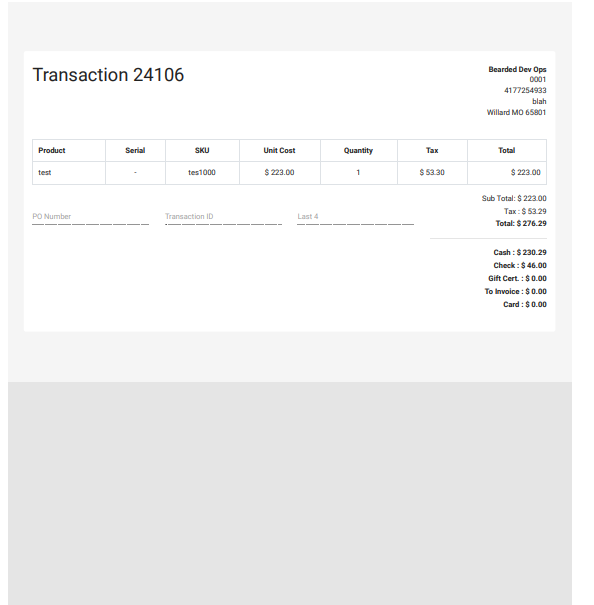 Transaction 24106
Bearded Dev Ops
0001
4177254933
blah
Willard MO 65801
Product Serial SKU Unit Cost Quantity Tax Total
test - tes1000 $ 223.00 1 $ 53.30 $ 223.00
Sub Total: $ 223.00
Tax : $ 53.29
Total: $ 276.29
PO Number Transaction ID Last 4
Cash : $ 230.29
Check : $ 46.00
Gift Cert. : $ 0.00
To Invoice : $ 0.00
Card : $ 0.00